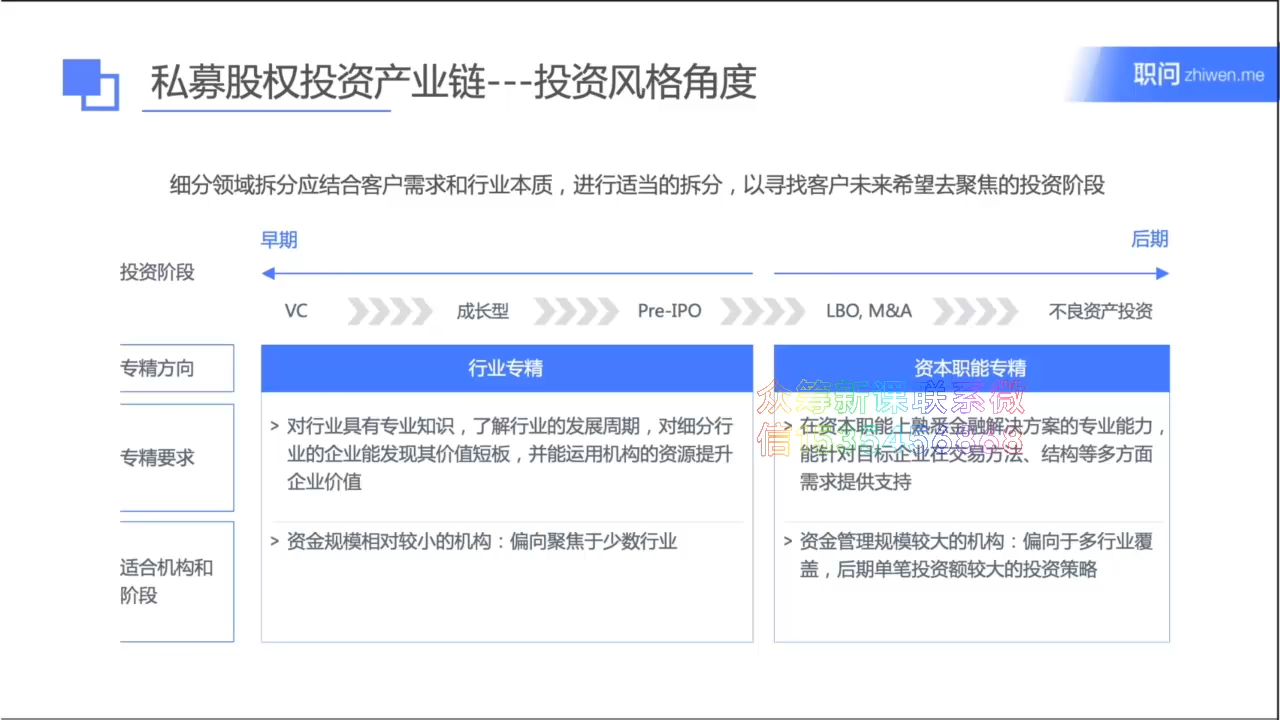 私募股权投资产业链---投资风格角度
职问 zhiwen.me
细分领域拆分应结合客户需求和行业本质，进行适当的拆分，以寻找客户未来希望去聚焦的投资阶段
早期
后期
投资阶段
VC
成长型
Pre-IPO
LBO, M&A
不良资产投资
专精方向
行业专精
资本职能专精
众筹新课联系微
专精要求
> 对行业具有专业知识，了解行业的发展周期，对细分行
业的企业能发现其价值短板，并能运用机构的资源提升
企业价值
> 在资本职能上熟悉金融解决方案的专业能力，
能针对目标企业在交易方法、结构等多方面
需求提供支持
适合机构和
阶段
> 资金规模相对较小的机构：偏向聚焦于少数行业
> 资金管理规模较大的机构：偏向于多行业覆
盖，后期单笔投资额较大的投资策略